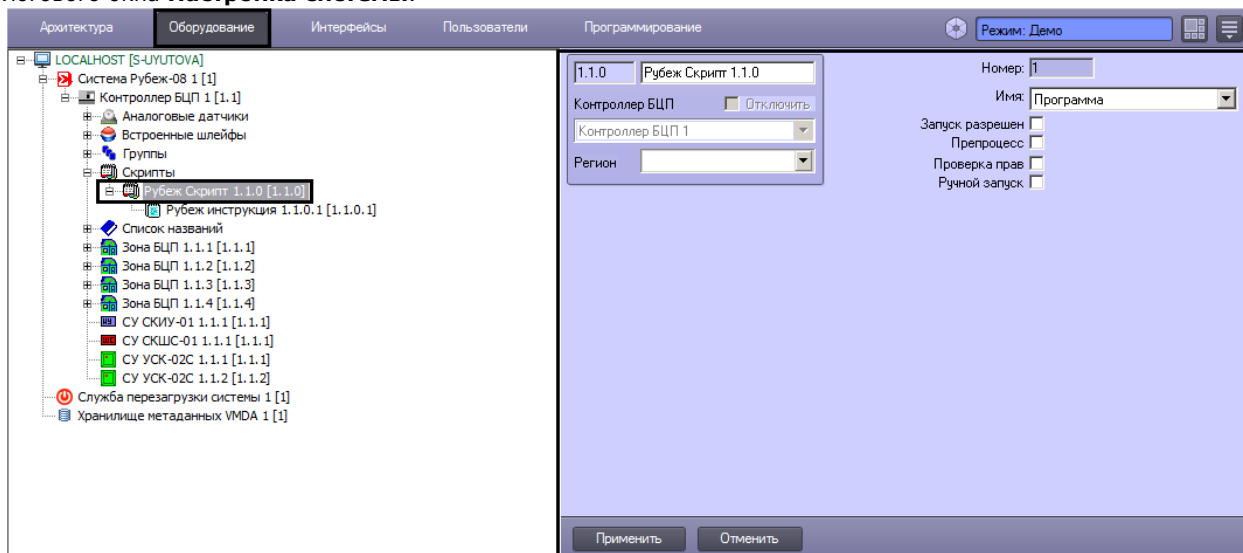 Архитектура Оборудование Интерфейсы Пользователи Программирование Режим: Демо
LOCALHOST [S-UYUTOVA]
Система Рубеж-08 1 [1]
Контроллер БЦП 1 [1.1]
Аналоговые датчики
Встроенные шлейфы
Группы
Скрипты
Рубеж Скрипт 1.1.0 [1.1.0]
Рубеж инструкция 1.1.0.1 [1.1.0.1]
Список названий
Зона БЦП 1.1.1 [1.1.1]
Зона БЦП 1.1.2 [1.1.2]
Зона БЦП 1.1.3 [1.1.3]
Зона БЦП 1.1.4 [1.1.4]
СУ СКИУ-01 1.1.1 [1.1.1]
СУ СКШС-01 1.1.1 [1.1.1]
СУ УСК-02С 1.1.1 [1.1.1]
СУ УСК-02С 1.1.2 [1.1.2]
Служба перезагрузки системы 1 [1]
Хранилище метаданных VMDA 1 [1]
1.1.0 Рубеж Скрипт 1.1.0
Контроллер БЦП Отключить
Контроллер БЦП 1
Регион
Номер: 1
Имя: Программа
Запуск разрешен
Препроцесс
Проверка прав
Ручной запуск
Применить Отменить